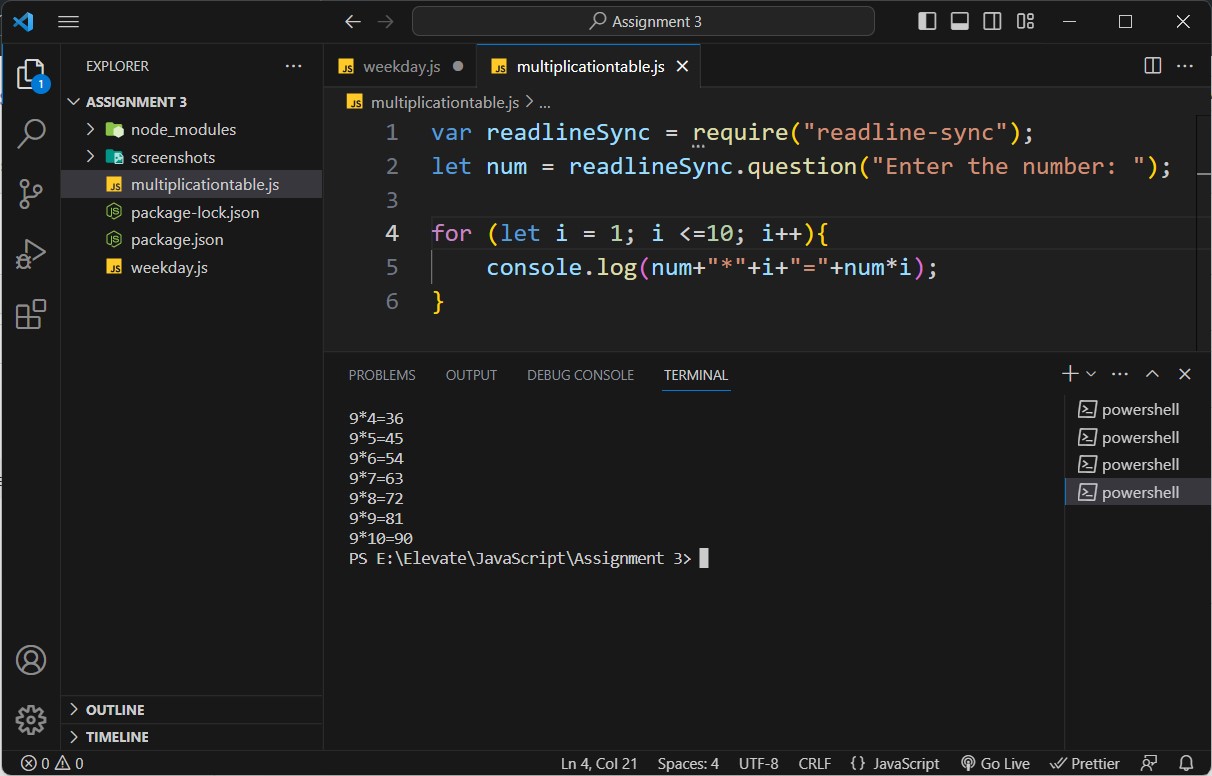 Assignment 3
EXPLORER
ASSIGNMENT 3
node_modules
screenshots
multiplicationtable.js
package-lock.json
package.json
weekday.js
OUTLINE
TIMELINE
1
weekday.js
multiplicationtable.js
multiplicationtable.js > ...
1 var readlineSync = require("readline-sync");
2 let num = readlineSync.question("Enter the number: ");
3
4 for (let i = 1; i <=10; i++){
5 console.log(num+"*"+i+"="+num*i);
6 }
PROBLEMS OUTPUT DEBUG CONSOLE TERMINAL
9*4=36
9*5=45
9*6=54
9*7=63
9*8=72
9*9=81
9*10=90
PS E:\Elevate\JavaScript\Assignment 3>
powershell
powershell
powershell
powershell
0 0 Ln 4, Col 21 Spaces: 4 UTF-8 CRLF {} JavaScript Go Live Prettier